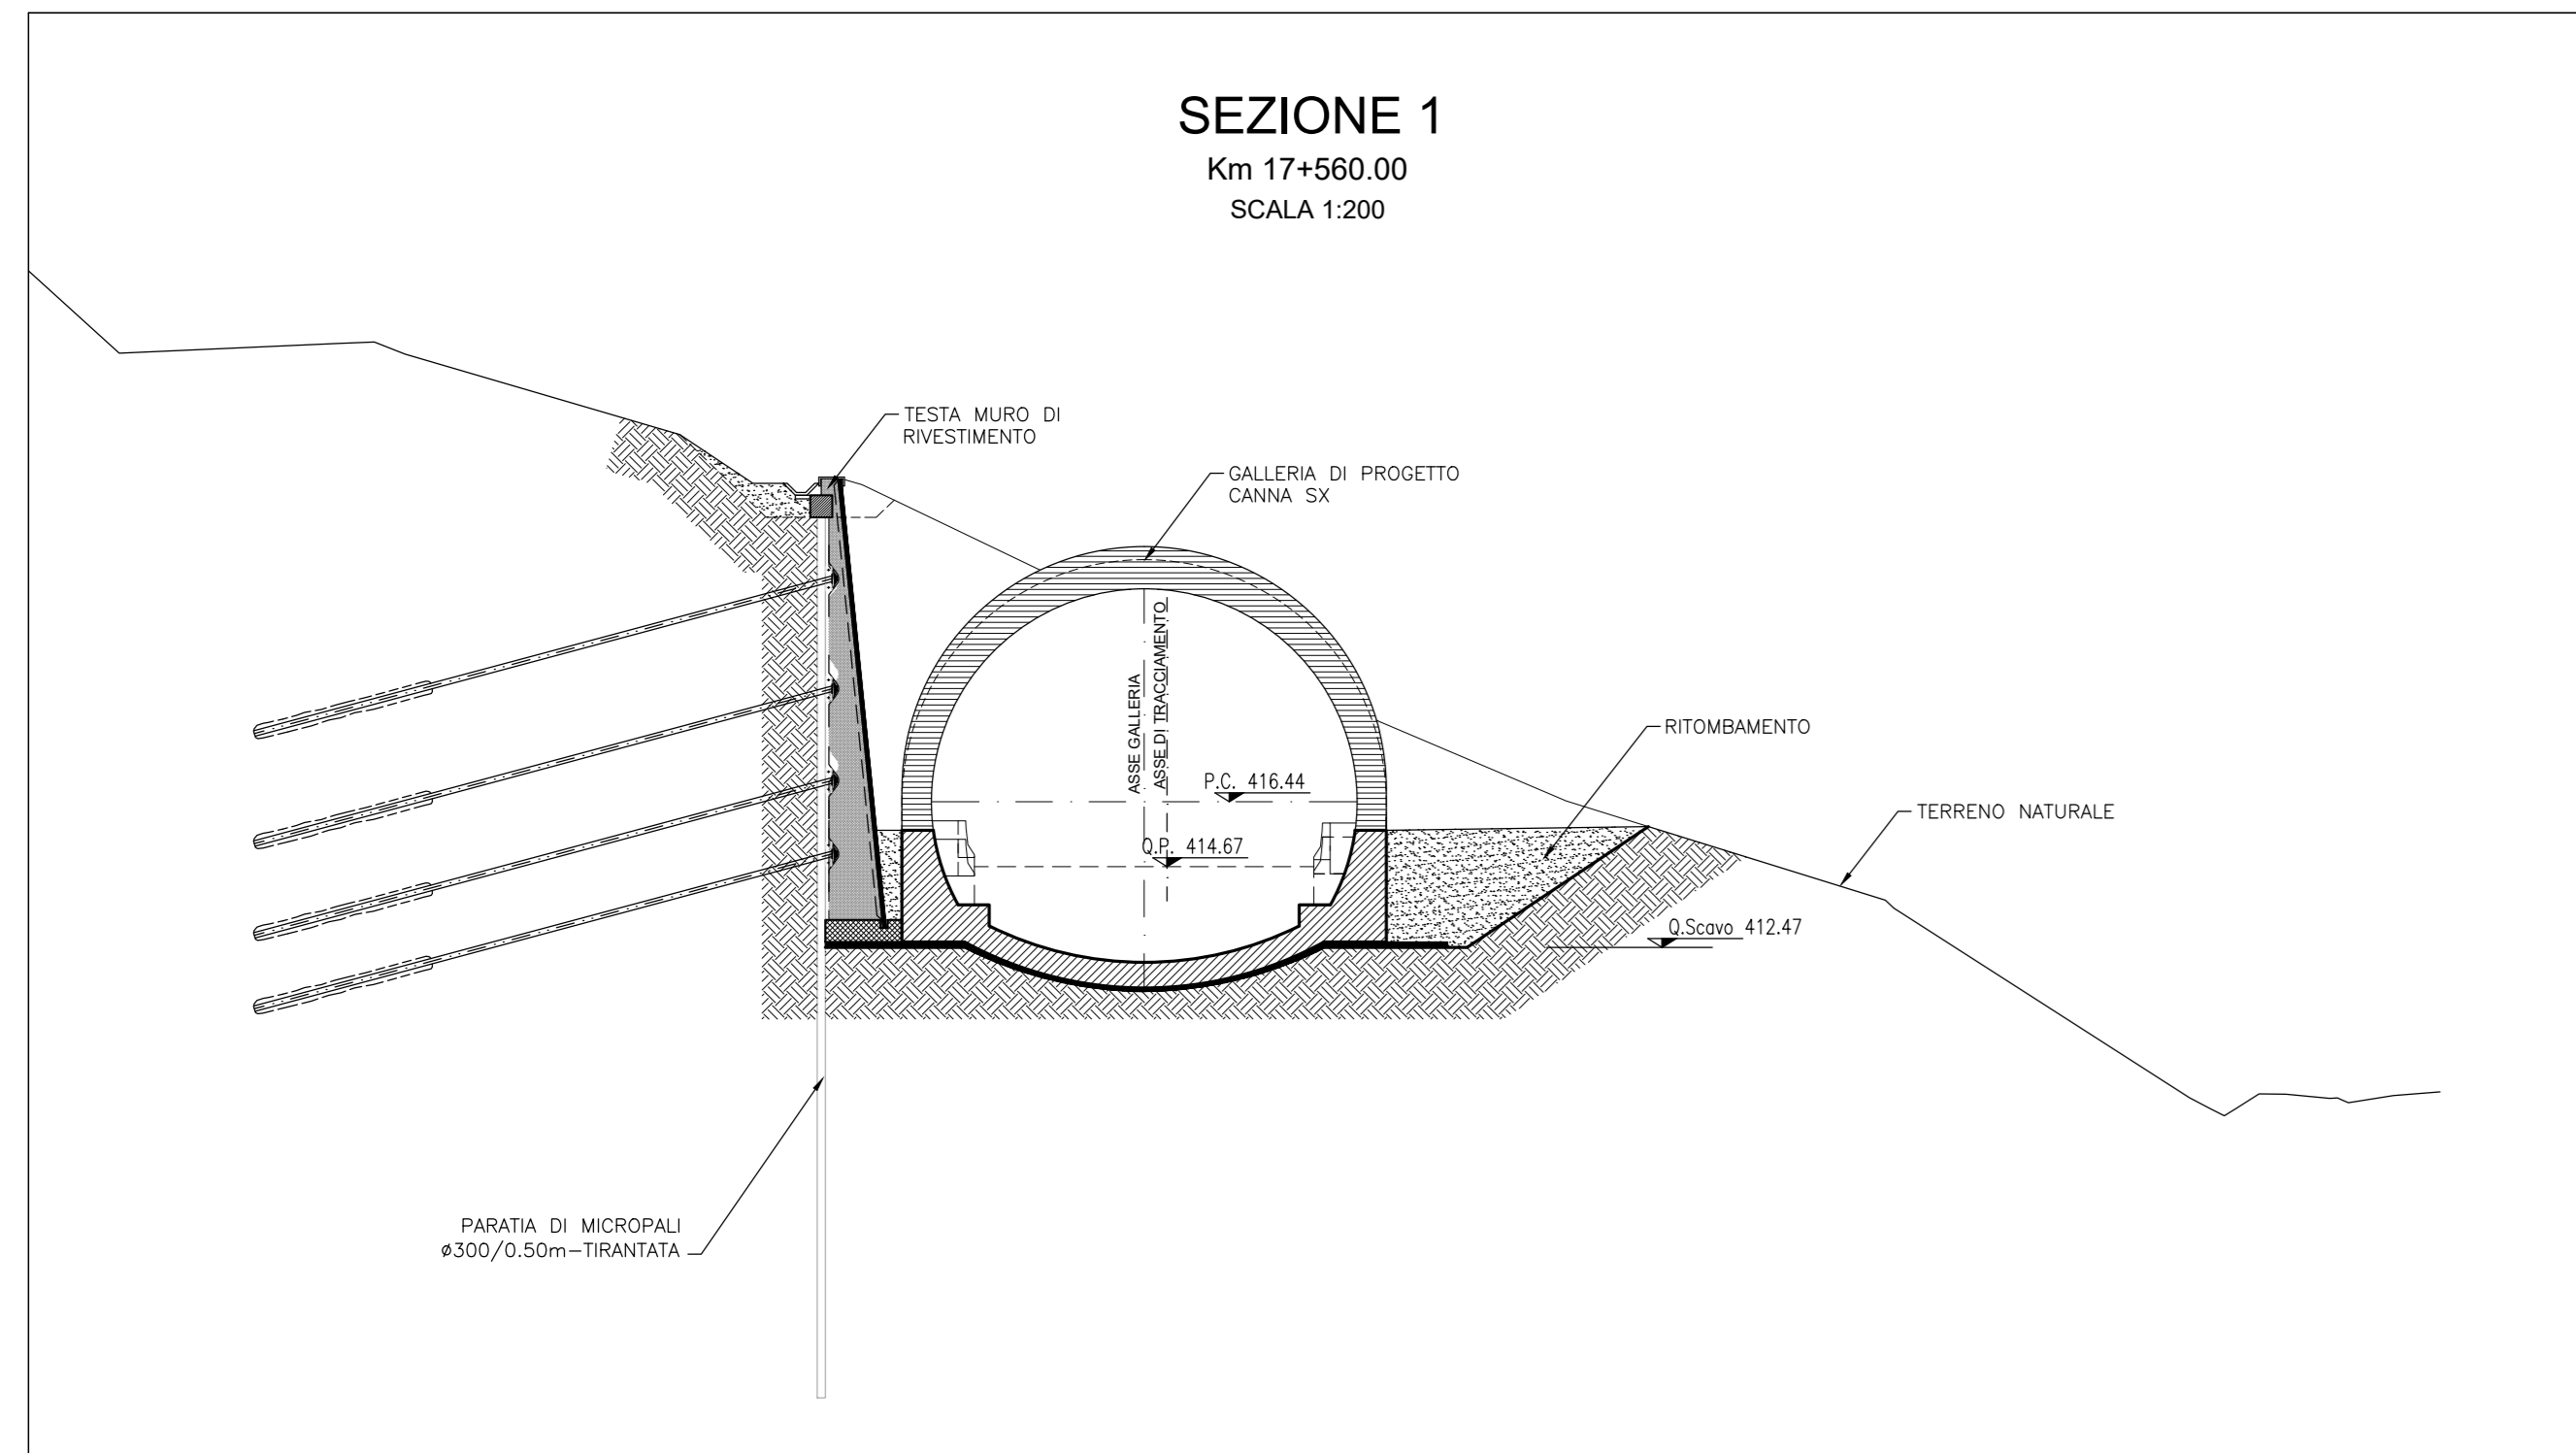 SEZIONE 1
Km 17+560.00
SCALA 1:200
TESTA MURO DI
RIVESTIMENTO
GALLERIA DI PROGETTO
CANNA SX
ASSE GALLERIA
ASSE DI TRACCIAMENTO
RITOMBAMENTO
P.C. 416.44
TERRENO NATURALE
Q.P. 414.67
Q.Scavo 412.47
PARATIA DI MICROPALI
ø300/0.50m-TIRANTATA